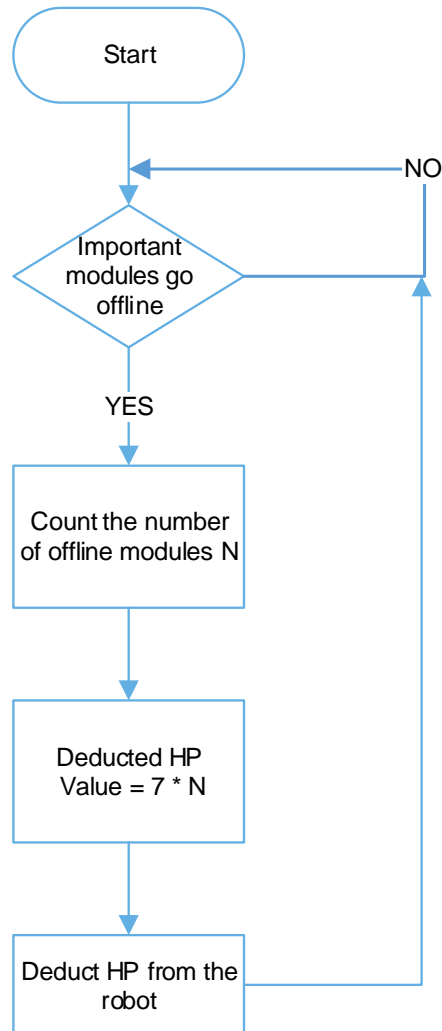 Start
NO
Important
modules go
offline
YES
Count the number
of offline modules N
Deducted HP
Value = 7 * N
Deduct HP from the
robot